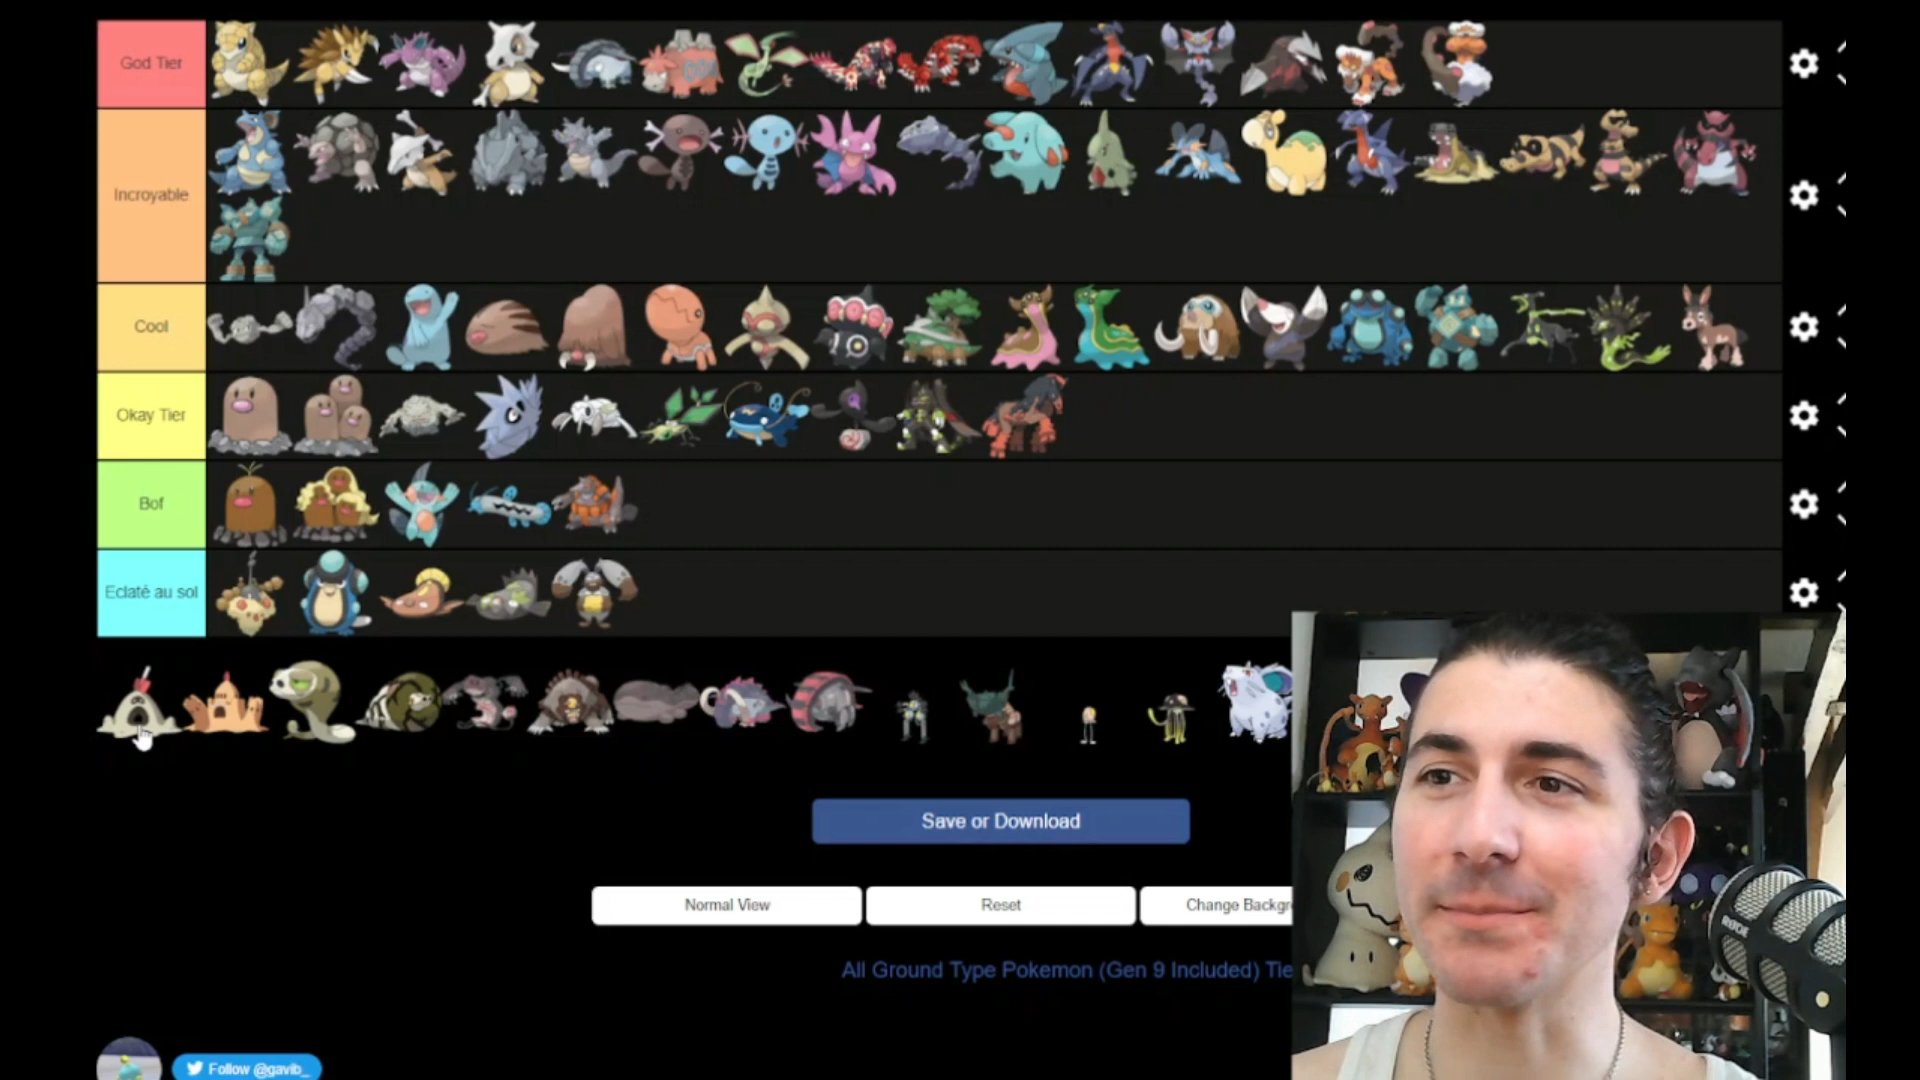 God Tier
Incroyable
Cool
Okay Tier
Bof
Eclaté au sol
Save or Download
Normal View
Reset
Change Backgr
All Ground Type Pokemon (Gen 9 Included) Tie
RØDE
Follow @gavib_